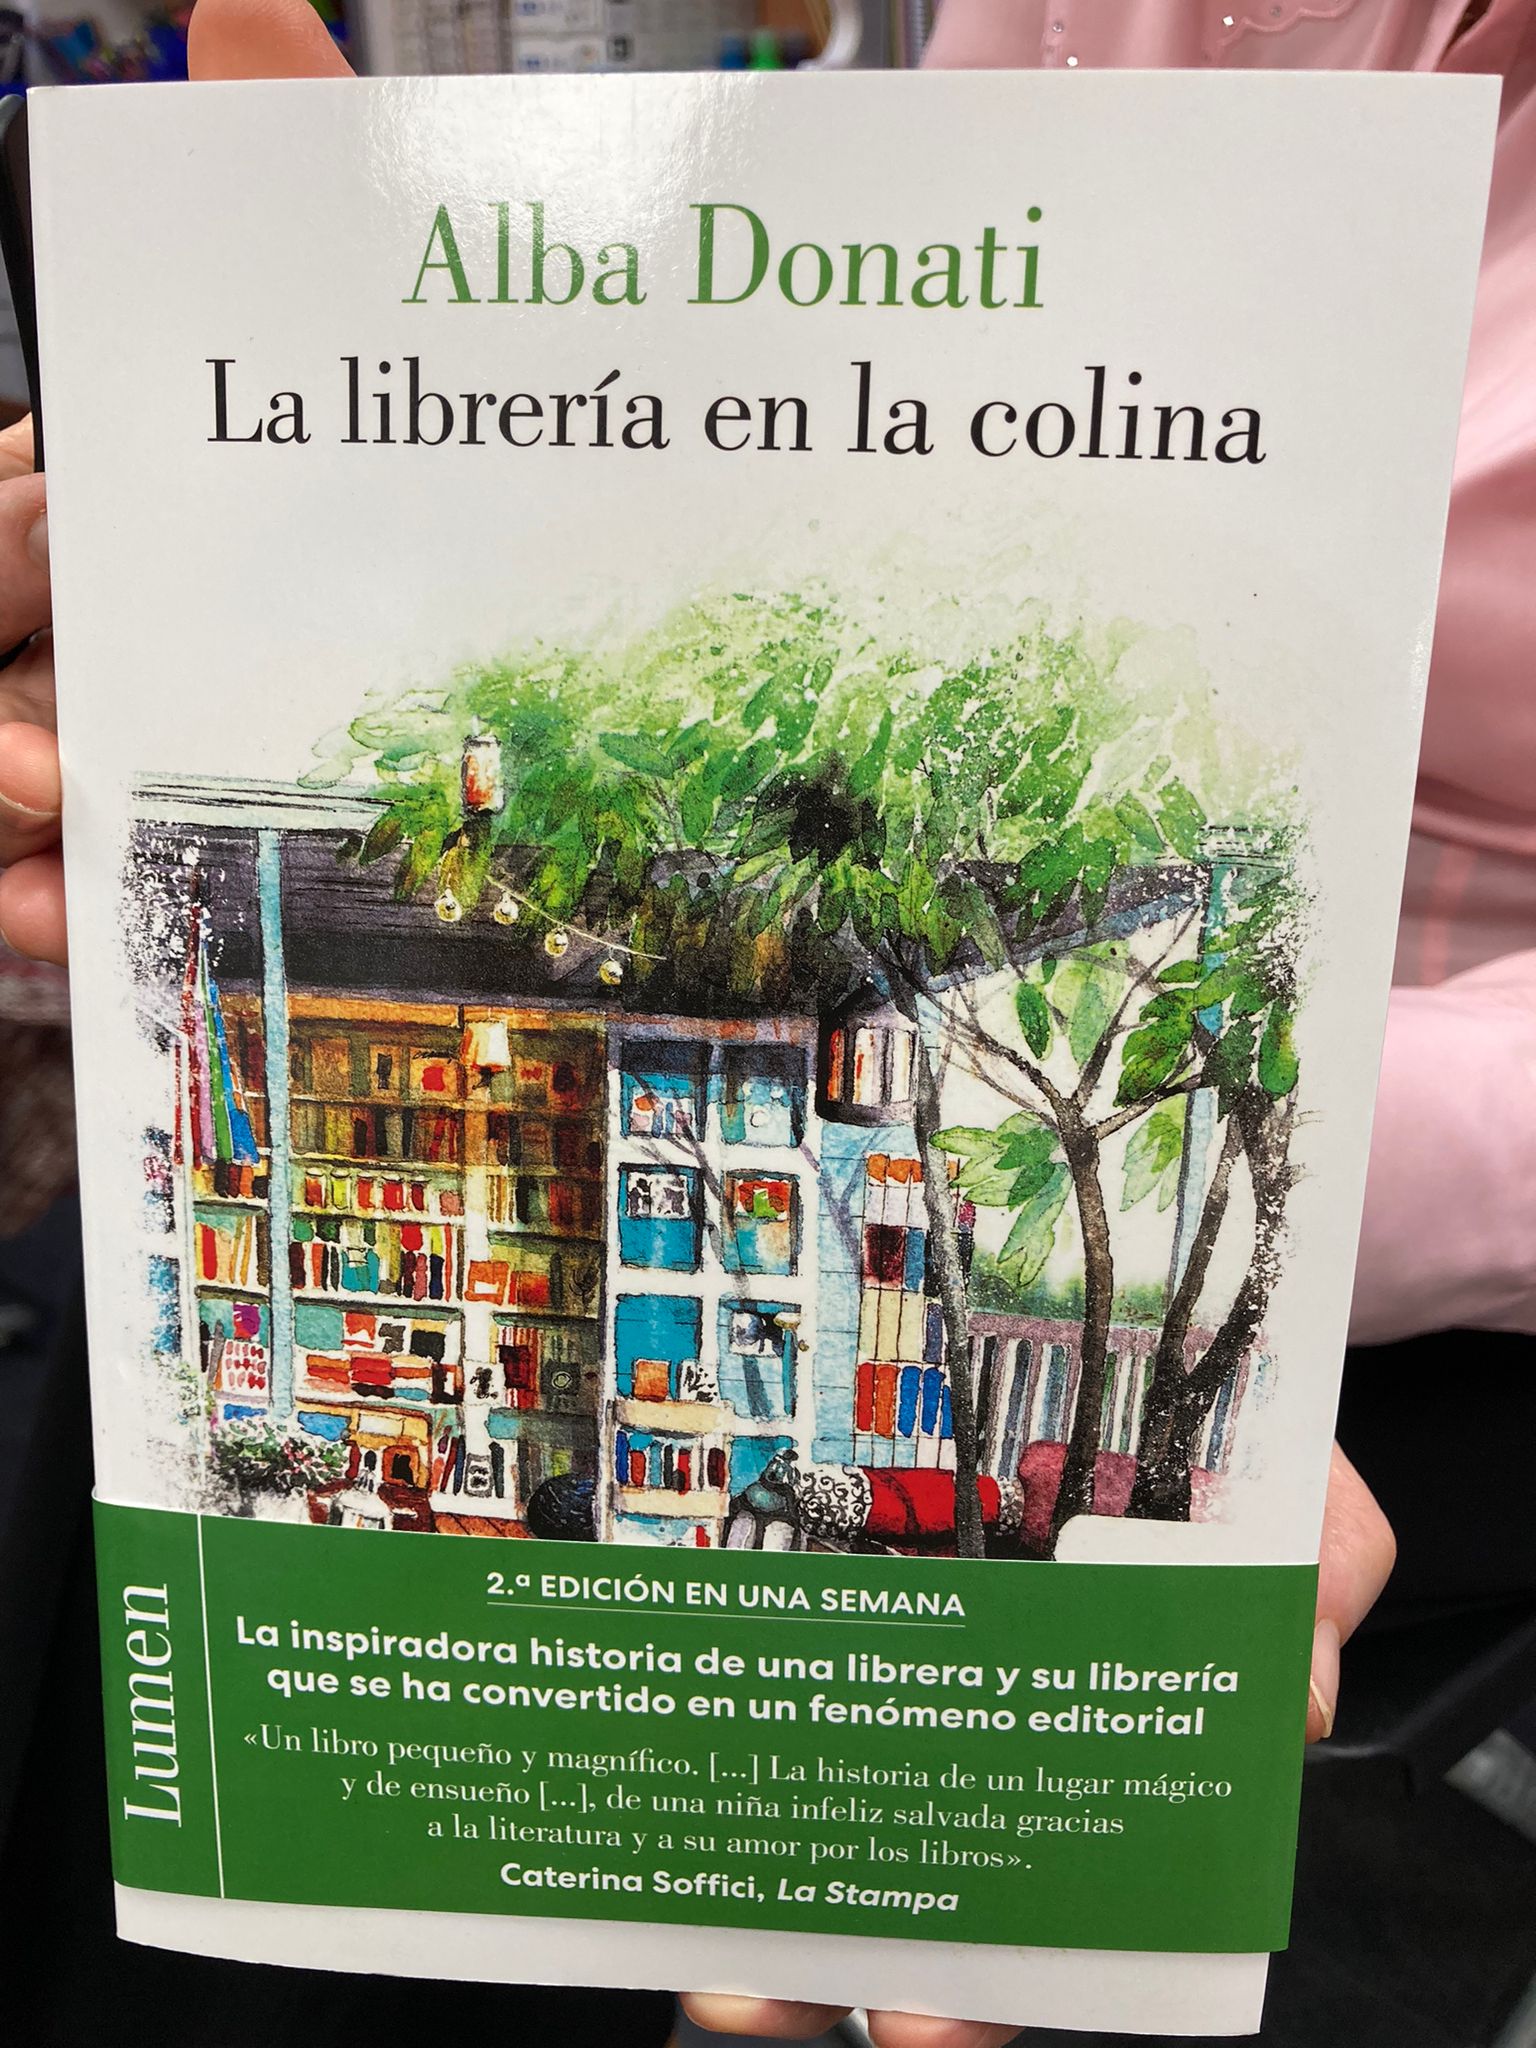 Alba Donati
La librería en la colina
Lumen
2.ª EDICIÓN EN UNA SEMANA
La inspiradora historia de una librera y su librería
que se ha convertido en un fenómeno editorial
«Un libro pequeño y magnífico. [...] La historia de un lugar mágico
y de ensueño [...], de una niña infeliz salvada gracias
a la literatura y a su amor por los libros».
Caterina Soffici, La Stampa